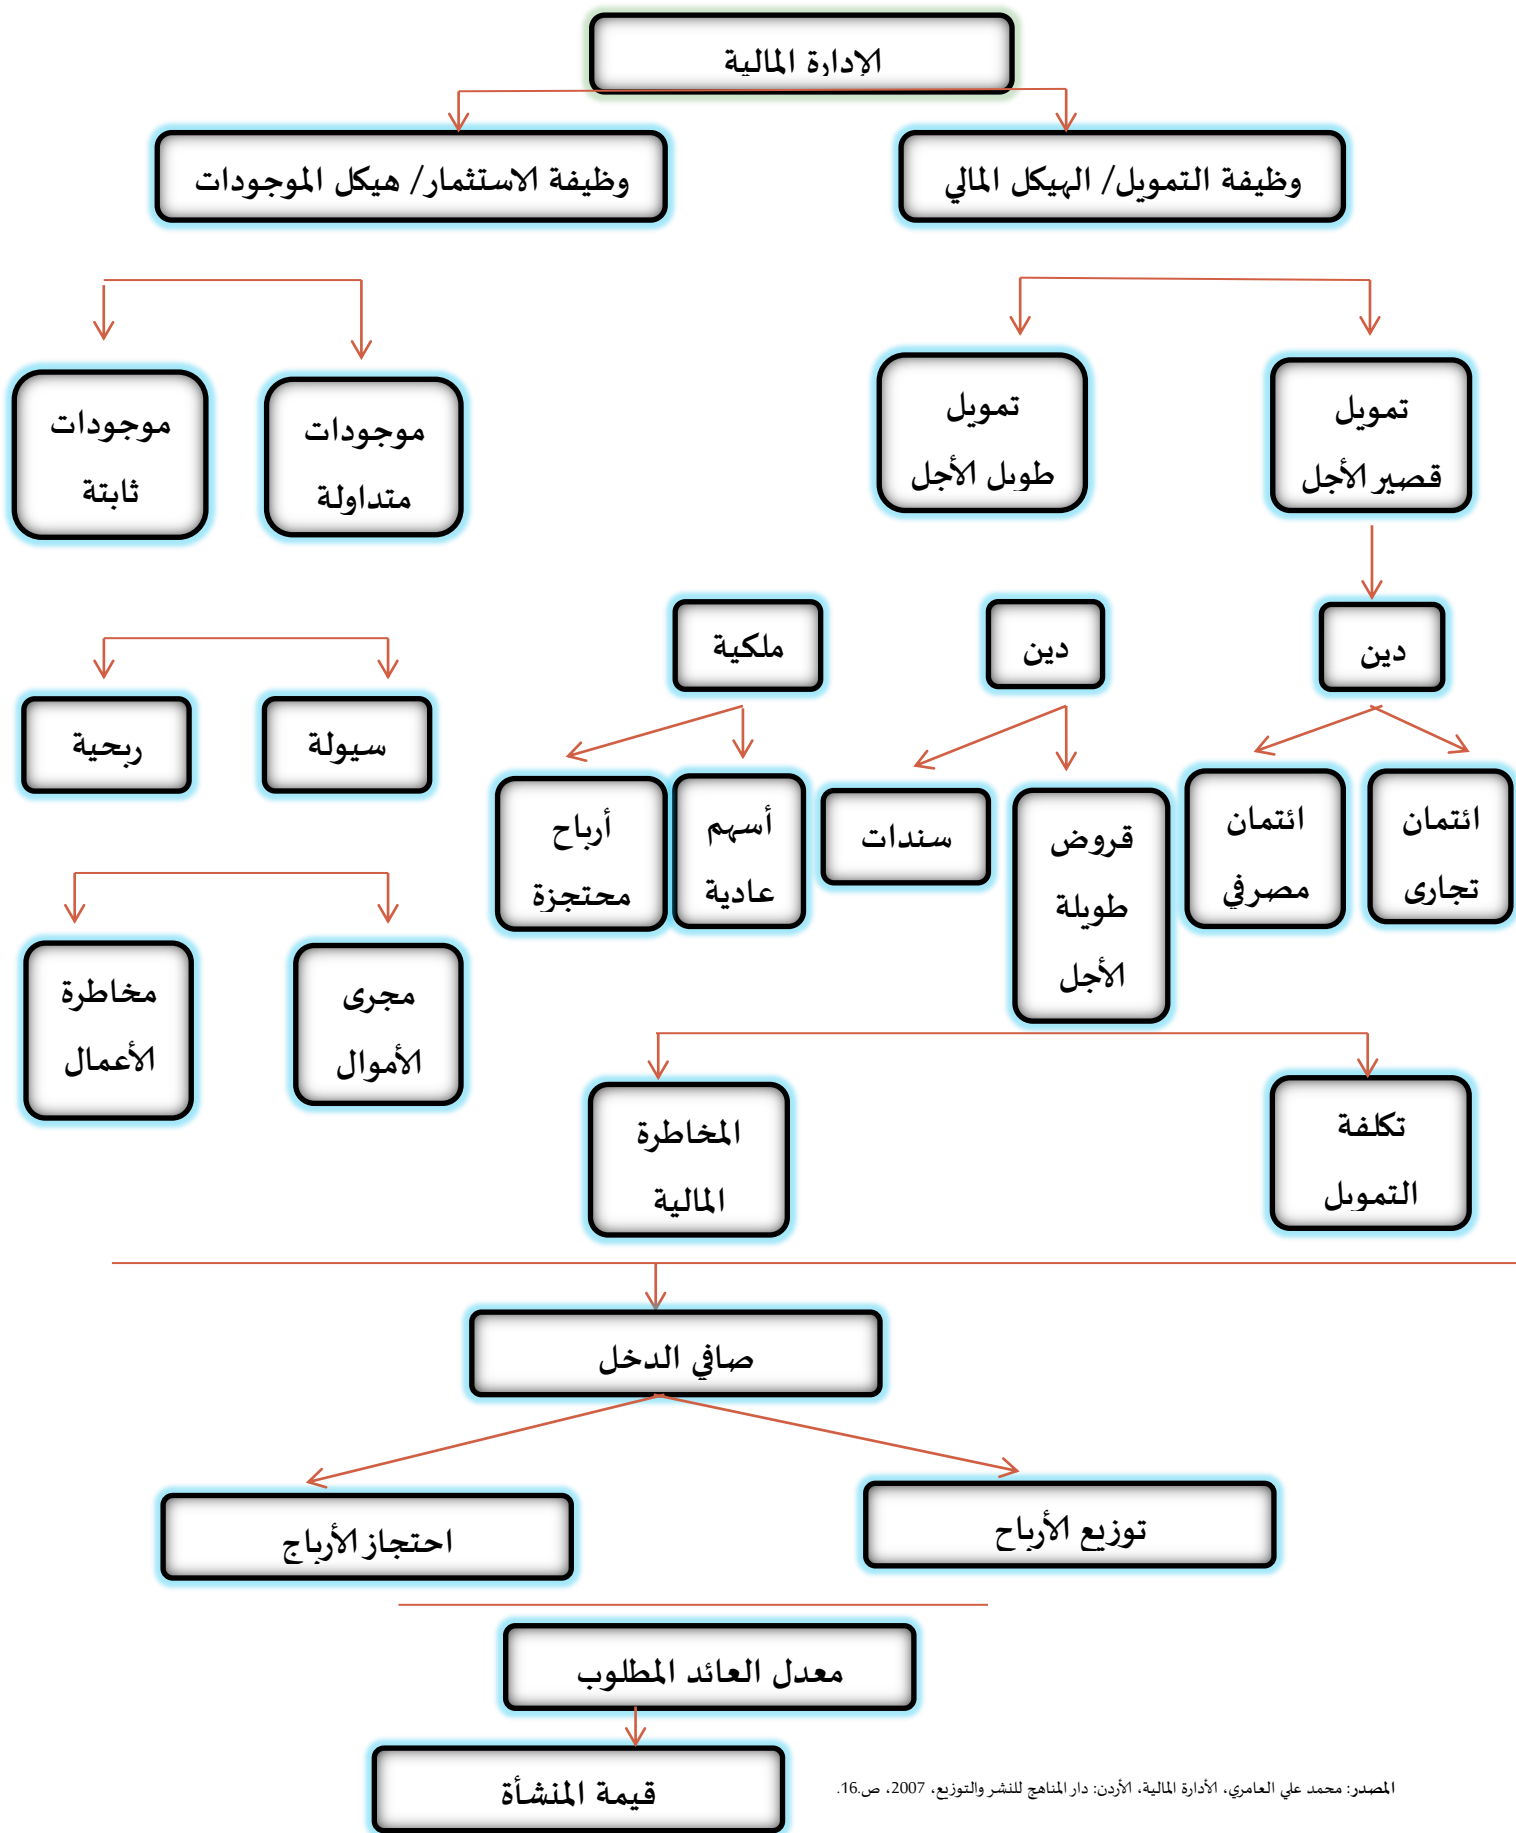 الإدارة المالية
وظيفة التمويل/ الهيكل المالي
وظيفة الاستثمار/ هيكل الموجودات
تمويل
قصير الأجل
تمويل
طويل الأجل
موجودات
متداولة
موجودات
ثابتة
دين
دين
ملكية
سيولة
ربحية
ائتمان
تجارى
ائتمان
مصرفي
قروض
طويلة
الأجل
سندات
أسهم
عادية
أرباح
محتجزة
مجرى
الأموال
مخاطرة
الأعمال
تكلفة
التمويل
المخاطرة
المالية
صافي الدخل
توزيع الأرباح
احتجاز الأرباح
معدل العائد المطلوب
قيمة المنشأة
المصدر: محمد علي العامري، الأدارة المالية، الأردن: دار المناهج للنشر والتوزيع، 2007، ص.16.